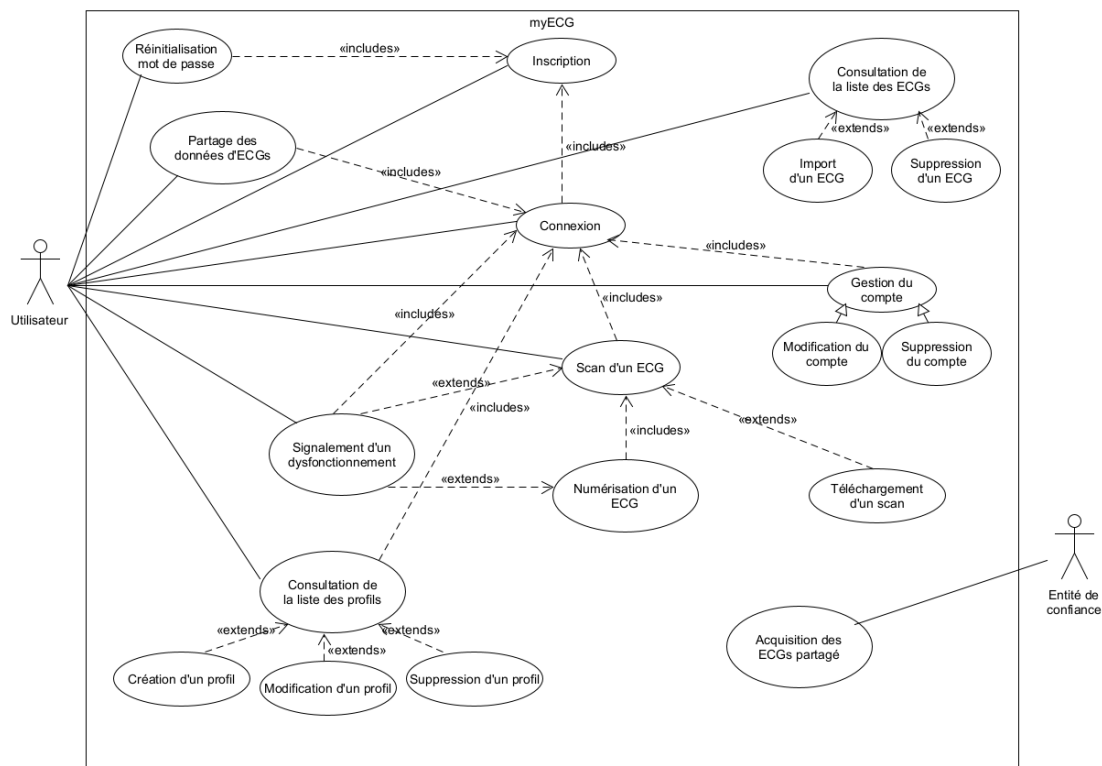 myECG
Réinitialisation
mot de passe
«includes»
Inscription
Consultation de
la liste des ECGs
Partage des
données d'ECGs
«includes»
«includes»
«extends»
«extends»
Import
d'un ECG
Suppression
d'un ECG
Connexion
«includes»
Utilisateur
Gestion du
compte
«includes»
«includes»
Modification du
compte
Suppression
du compte
Scan d'un ECG
«extends»
«includes»
«extends»
«includes»
Signalement d'un
dysfonctionnement
«extends»
Numérisation d'un
ECG
Téléchargement
d'un scan
Consultation de
la liste des profils
Entité de
confiance
«extends»
«extends»
«extends»
Création d'un profil
Modification d'un profil
Suppression d'un profil
Acquisition des
ECGs partagé